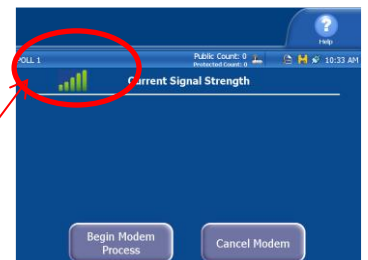 Help
POLL 1
Public Count: 0
Protected Count: 0
10:33 AM
Current Signal Strength
Begin Modem
Process
Cancel Modem